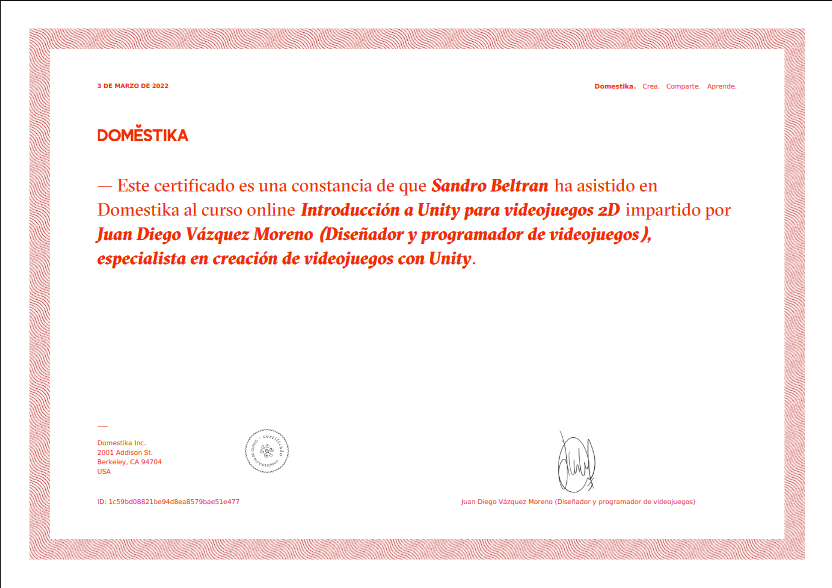 3 DE MARZO DE 2022
Domestika. Crea. Comparte. Aprende.
DOMĔSTIKA
— Este certificado es una constancia de que Sandro Beltran ha asistido en
Domestika al curso online Introducción a Unity para videojuegos 2D impartido por
Juan Diego Vázquez Moreno (Diseñador y programador de videojuegos),
especialista en creación de videojuegos con Unity.
—
Domestika Inc.
2001 Addison St.
Berkeley, CA 94704
USA
ID: 1c59bd08821be94d8ea8579bae51e477
Juan Diego Vázquez Moreno (Diseñador y programador de videojuegos)